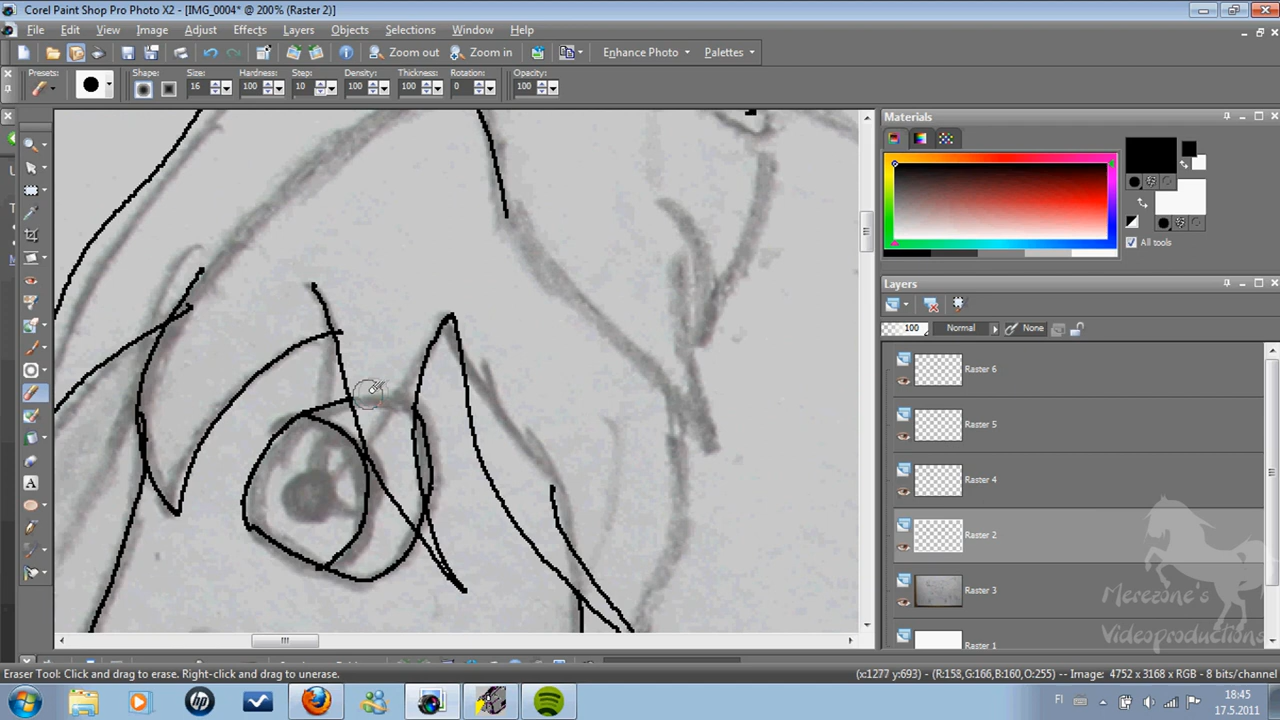 Corel Paint Shop Pro Photo X2 - [IMG_0004* @ 200% (Raster 2)]
File Edit View Image Adjust Effects Layers Objects Selections Window Help
Zoom out Zoom in Enhance Photo Palettes
Presets: Shape: Size: Hardness: Step: Density: Thickness: Rotation: Opacity:
16 100 10 100 100 0 100
Materials
All tools
Layers
100 Normal None
Raster 6
Raster 5
Raster 4
Raster 2
Raster 3
Raster 1
Merezone's
Videoproductions
Eraser Tool: Click and drag to erase. Right-click and drag to unerase. (x:1277 y:693) - (R:158,G:166,B:160,O:255) -- Image: 4752 x 3168 x RGB - 8 bits/channel
FI 18:45
17.5.2011